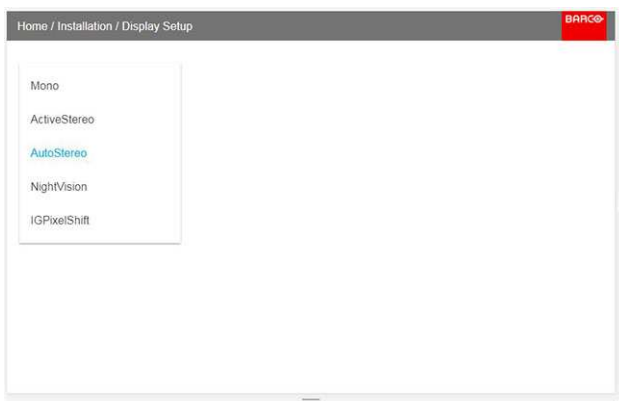 Home / Installation / Display Setup
BARCO
Mono
ActiveStereo
AutoStereo
NightVision
IGPixelShift